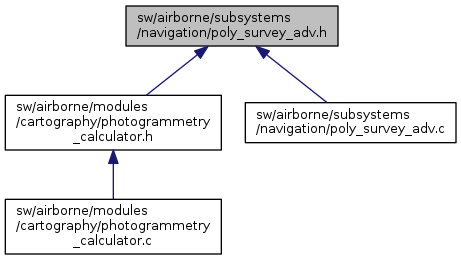 sw/airborne/subsystems
/navigation/poly_survey_adv.h
sw/airborne/modules
/cartography/photogrammetry
_calculator.h
sw/airborne/subsystems
/navigation/poly_survey_adv.c
sw/airborne/modules
/cartography/photogrammetry
_calculator.c